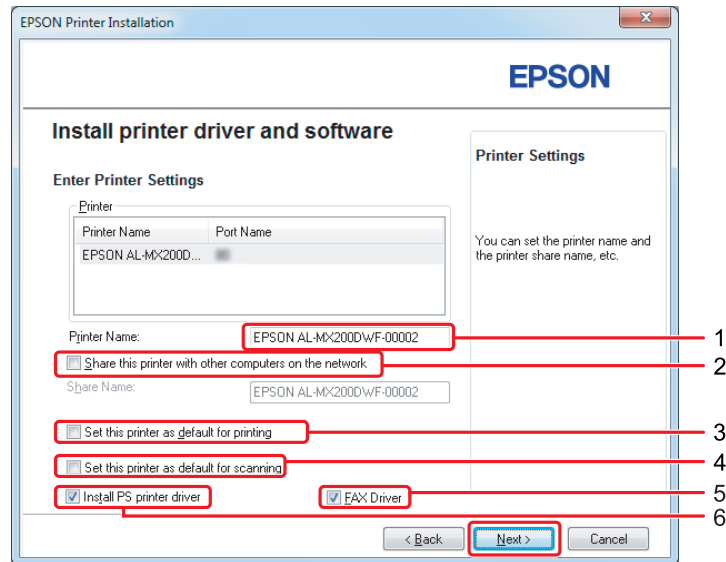 EPSON Printer Installation
EPSON
Install printer driver and software
Printer Settings
Enter Printer Settings
Printer
Printer Name Port Name
EPSON AL-MX200D...
You can set the printer name and
the printer share name, etc.
Printer Name: EPSON AL-MX200DWF-00002 1
Share this printer with other computers on the network 2
Share Name: EPSON AL-MX200DWF-00002
Set this printer as default for printing 3
Set this printer as default for scanning 4
Install PS printer driver FAX Driver 5
6
< Back Next > Cancel